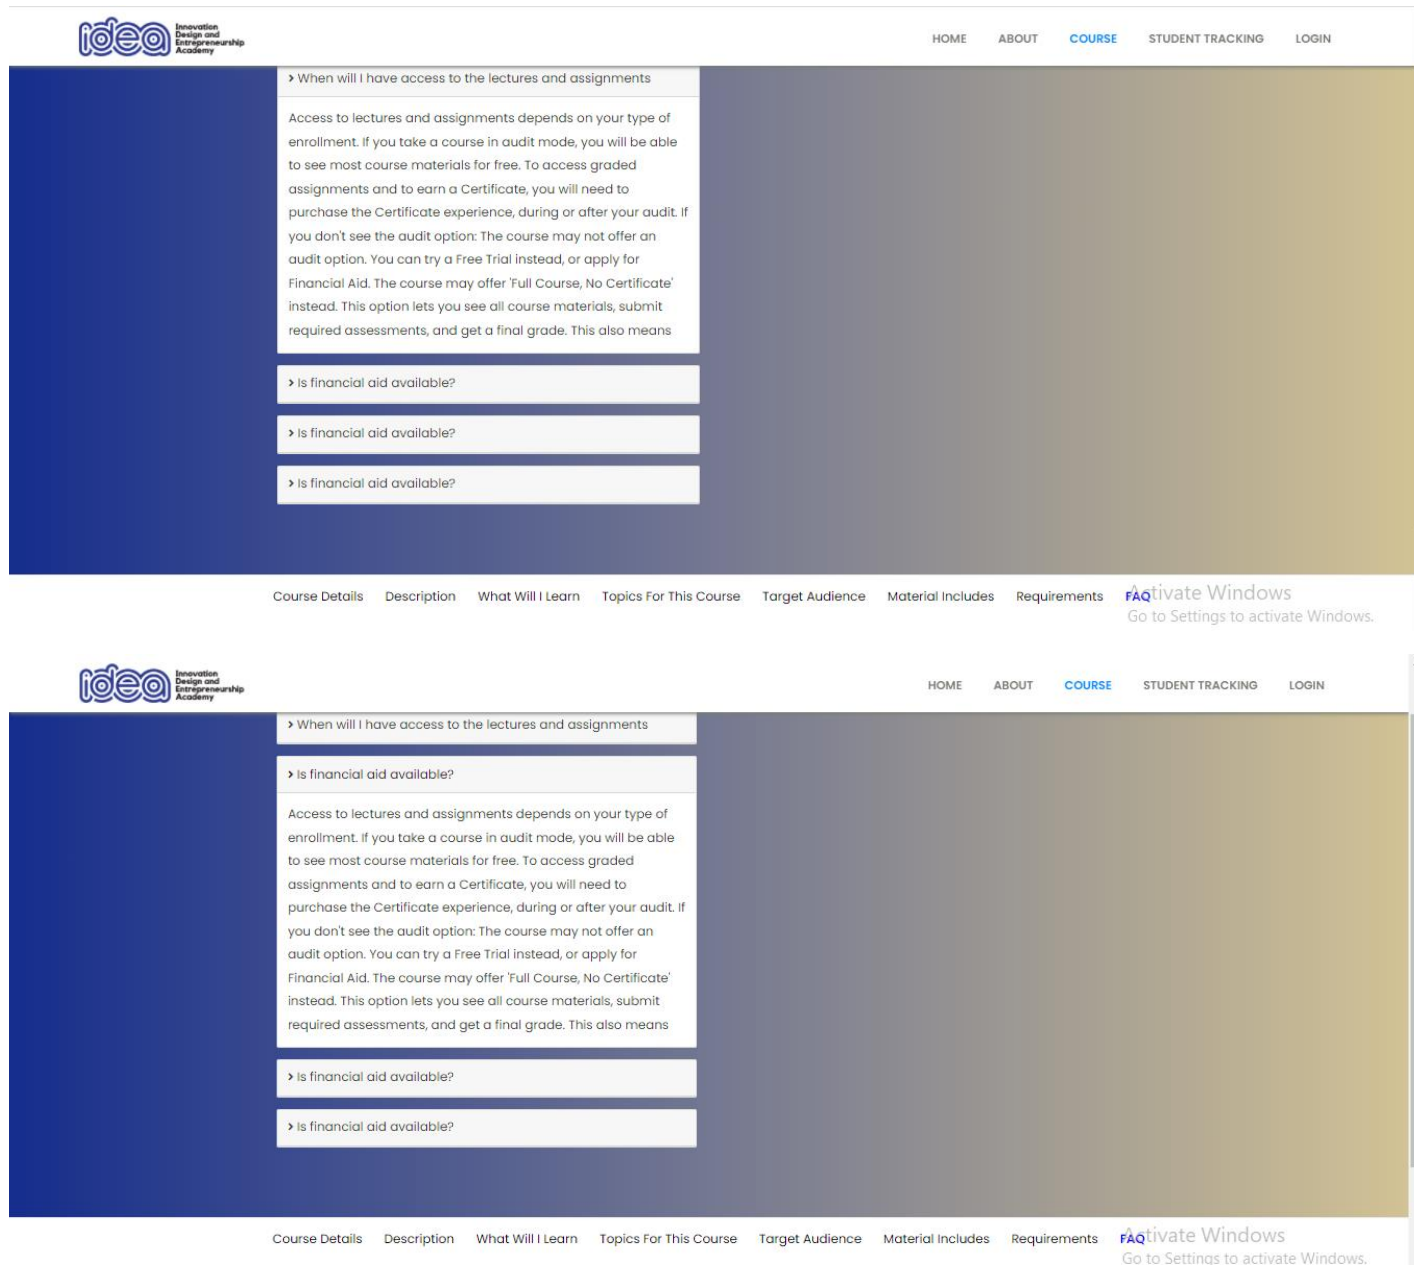 idea
Innovation
Design and
Entrepreneurship
Academy
HOME ABOUT COURSE STUDENT TRACKING LOGIN
When will I have access to the lectures and assignments
Access to lectures and assignments depends on your type of
enrollment. If you take a course in audit mode, you will be able
to see most course materials for free. To access graded
assignments and to earn a Certificate, you will need to
purchase the Certificate experience, during or after your audit. If
you don't see the audit option: The course may not offer an
audit option. You can try a Free Trial instead, or apply for
Financial Aid. The course may offer 'Full Course, No Certificate'
instead. This option lets you see all course materials, submit
required assessments, and get a final grade. This also means
Is financial aid available?
Is financial aid available?
Is financial aid available?
Course Details Description What Will I Learn Topics For This Course Target Audience Material Includes Requirements FAQ
Activate Windows
Go to Settings to activate Windows.
idea
Innovation
Design and
Entrepreneurship
Academy
HOME ABOUT COURSE STUDENT TRACKING LOGIN
When will I have access to the lectures and assignments
Is financial aid available?
Access to lectures and assignments depends on your type of
enrollment. If you take a course in audit mode, you will be able
to see most course materials for free. To access graded
assignments and to earn a Certificate, you will need to
purchase the Certificate experience, during or after your audit. If
you don't see the audit option: The course may not offer an
audit option. You can try a Free Trial instead, or apply for
Financial Aid. The course may offer 'Full Course, No Certificate'
instead. This option lets you see all course materials, submit
required assessments, and get a final grade. This also means
Is financial aid available?
Is financial aid available?
Course Details Description What Will I Learn Topics For This Course Target Audience Material Includes Requirements FAQ
Activate Windows
Go to Settings to activate Windows.